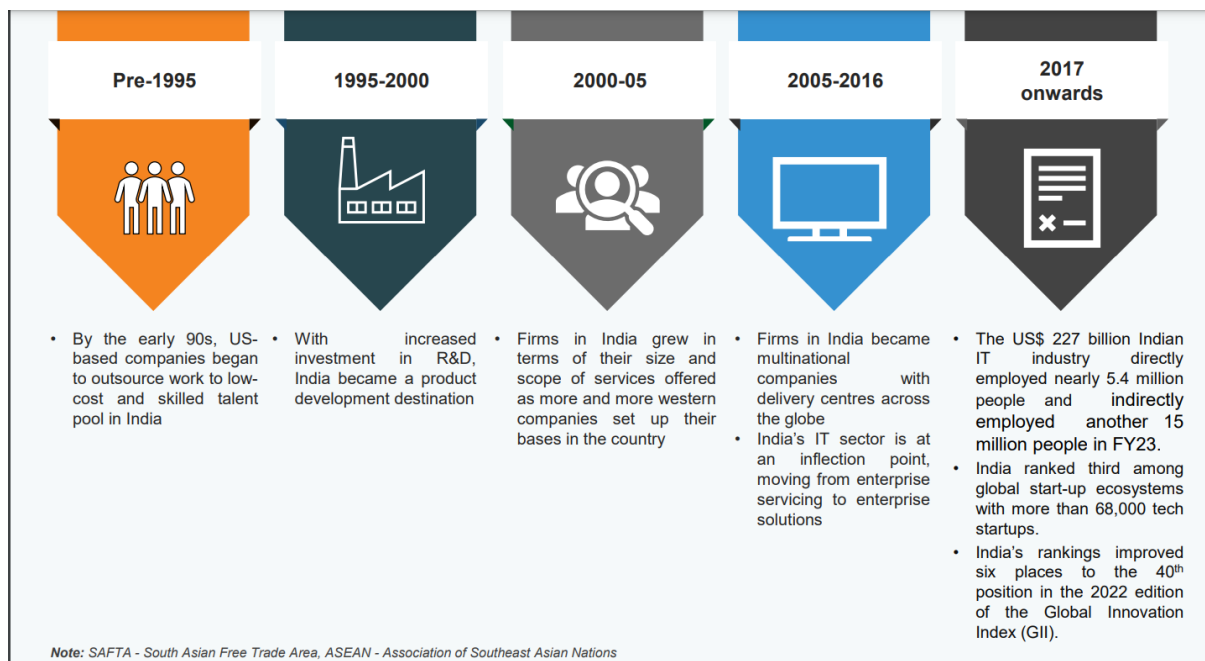 Pre-1995
1995-2000
2000-05
2005-2016
2017
onwards
• By the early 90s, US-
based companies began
to outsource work to low-
cost and skilled talent
pool in India
• With increased
investment in R&D,
India became a product
development destination
• Firms in India grew in
terms of their size and
scope of services offered
as more and more western
companies set up their
bases in the country
• Firms in India became
multinational
companies with
delivery centres across
the globe
• India’s IT sector is at
an inflection point,
moving from enterprise
servicing to enterprise
solutions
• The US$ 227 billion Indian
IT industry directly
employed nearly 5.4 million
people and indirectly
employed another 15
million people in FY23.
• India ranked third among
global start-up ecosystems
with more than 68,000 tech
startups.
• India’s rankings improved
six places to the 40th
position in the 2022 edition
of the Global Innovation
Index (GII).
Note: SAFTA - South Asian Free Trade Area, ASEAN - Association of Southeast Asian Nations